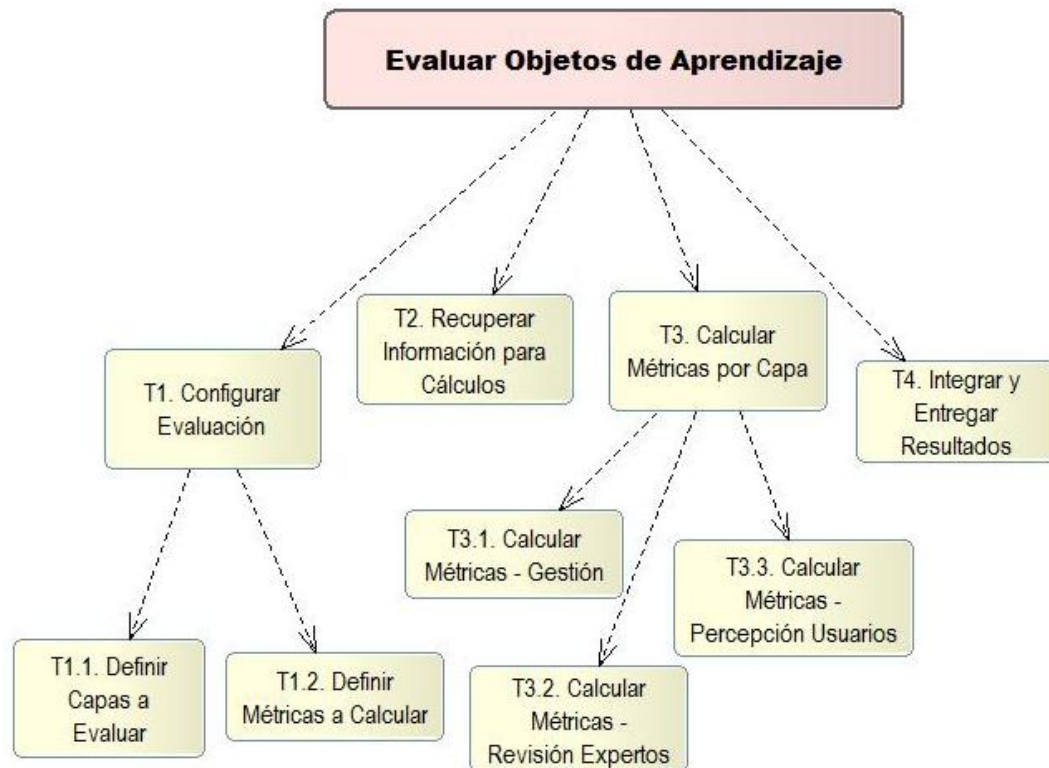 Evaluar Objetos de Aprendizaje
T2. Recuperar
Información para
Cálculos
T3. Calcular
Métricas por Capa
T1. Configurar
Evaluación
T4. Integrar y
Entregar
Resultados
T3.1. Calcular
Métricas - Gestión
T3.3. Calcular
Métricas -
Percepción Usuarios
T1.1. Definir
Capas a
Evaluar
T1.2. Definir
Métricas a Calcular
T3.2. Calcular
Métricas -
Revisión Expertos